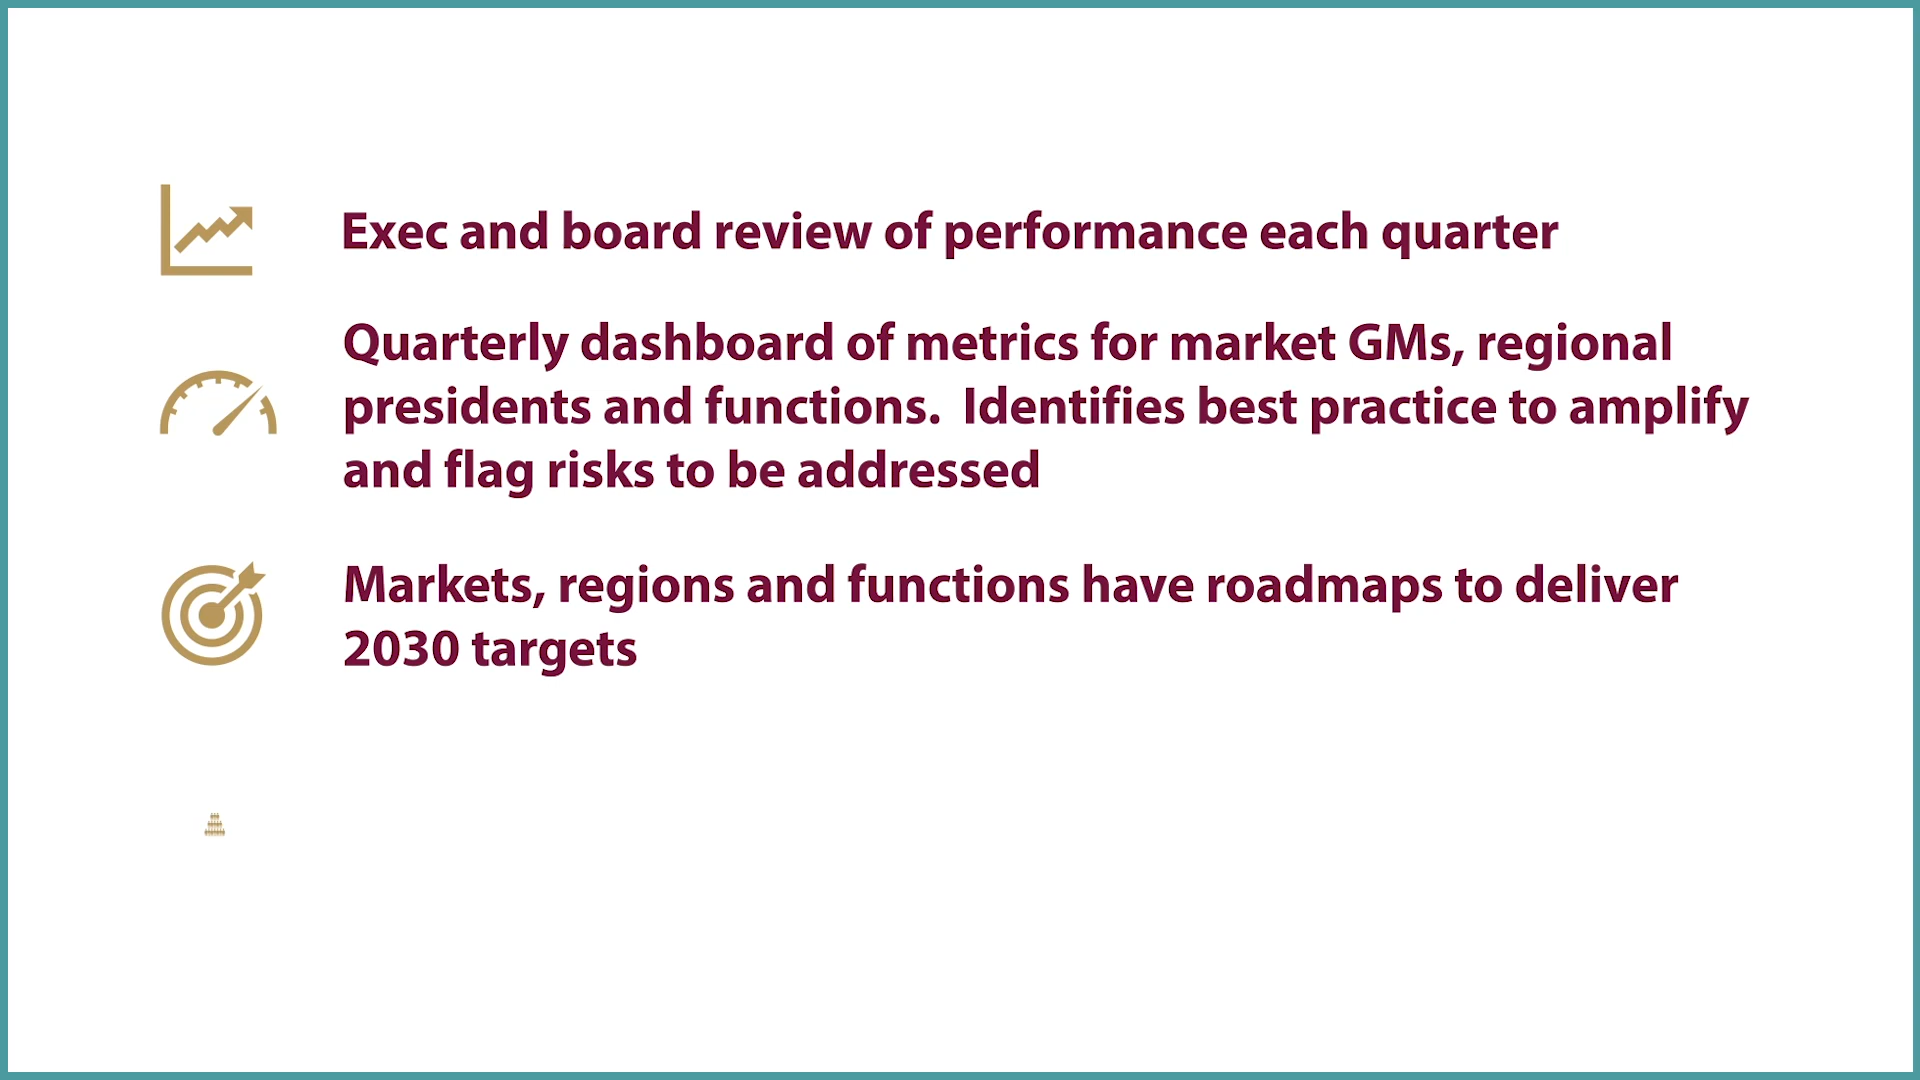 Exec and board review of performance each quarter
Quarterly dashboard of metrics for market GMs, regional
presidents and functions.  Identifies best practice to amplify
and flag risks to be addressed
Markets, regions and functions have roadmaps to deliver
2030 targets